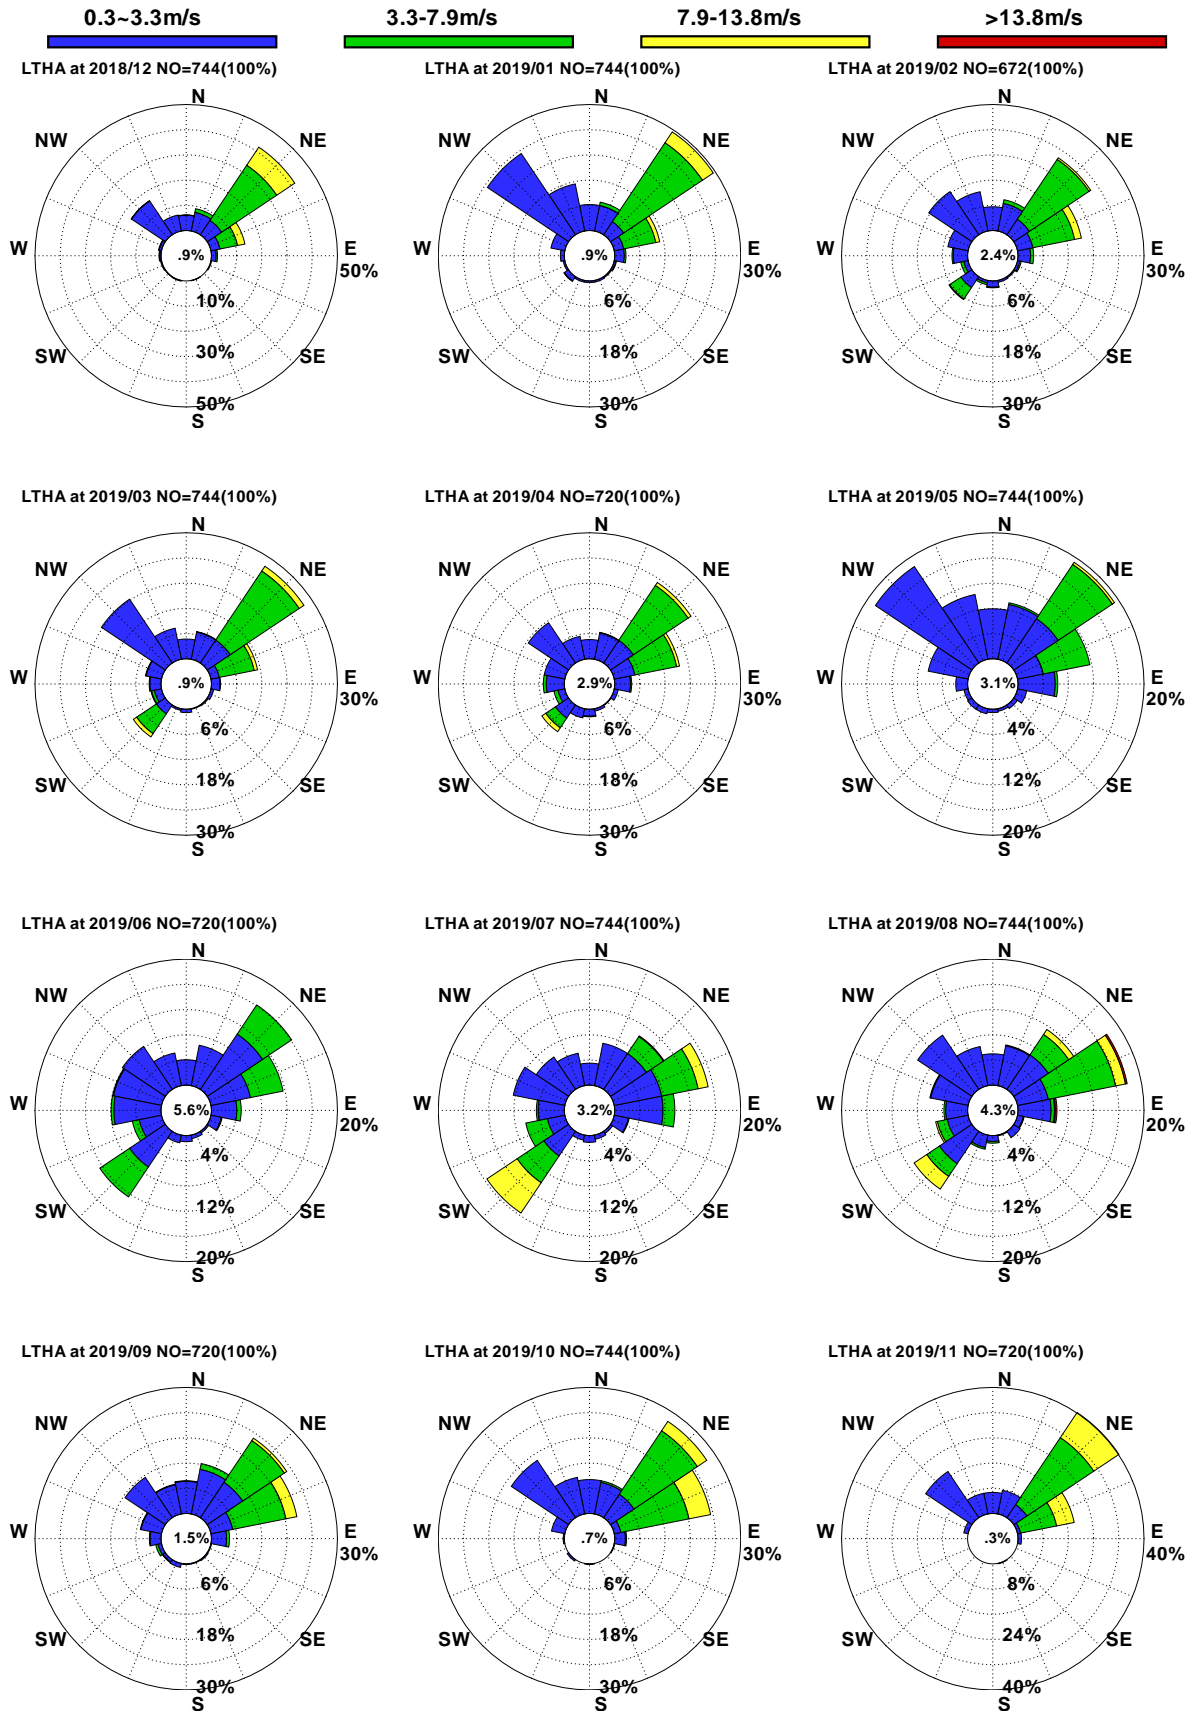 0.3~3.3m/s 3.3-7.9m/s 7.9-13.8m/s >13.8m/s
LTHA at 2018/12 NO=744(100%) LTHA at 2019/01 NO=744(100%) LTHA at 2019/02 NO=672(100%)
N N N
NW NE NW NE NW NE
W .9% E W .9% E W 2.4% E
50% 30% 30%
10% 6% 6%
SW 30% SE SW 18% SE SW 18% SE
50% 30% 30%
S S S
LTHA at 2019/03 NO=744(100%) LTHA at 2019/04 NO=720(100%) LTHA at 2019/05 NO=744(100%)
N N N
NW NE NW NE NW NE
W .9% E W 2.9% E W 3.1% E
30% 30% 20%
6% 6% 4%
SW 18% SE SW 18% SE SW 12% SE
30% 30% 20%
S S S
LTHA at 2019/06 NO=720(100%) LTHA at 2019/07 NO=744(100%) LTHA at 2019/08 NO=744(100%)
N N N
NW NE NW NE NW NE
W 5.6% E W 3.2% E W 4.3% E
20% 20% 20%
4% 4% 4%
SW 12% SE SW 12% SE SW 12% SE
20% 20% 20%
S S S
LTHA at 2019/09 NO=720(100%) LTHA at 2019/10 NO=744(100%) LTHA at 2019/11 NO=720(100%)
N N N
NW NE NW NE NW NE
W 1.5% E W .7% E W .3% E
30% 30% 40%
6% 6% 8%
SW 18% SE SW 18% SE SW 24% SE
30% 30% 40%
S S S